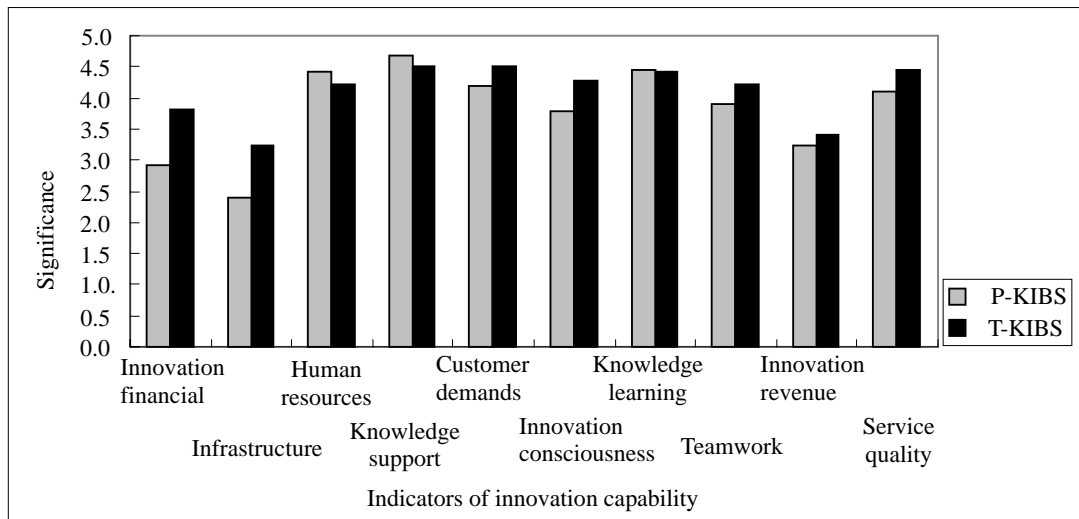 5.0
4.5
4.0
3.5
3.0
2.5
2.0
1.5
1.0.
0.5
0.0
Significance
P-KIBS
T-KIBS
Innovation
financial
Infrastructure
Human
resources
Knowledge
support
Customer
demands
Innovation
consciousness
Knowledge
learning
Teamwork
Innovation
revenue
Service
quality
Indicators of innovation capability